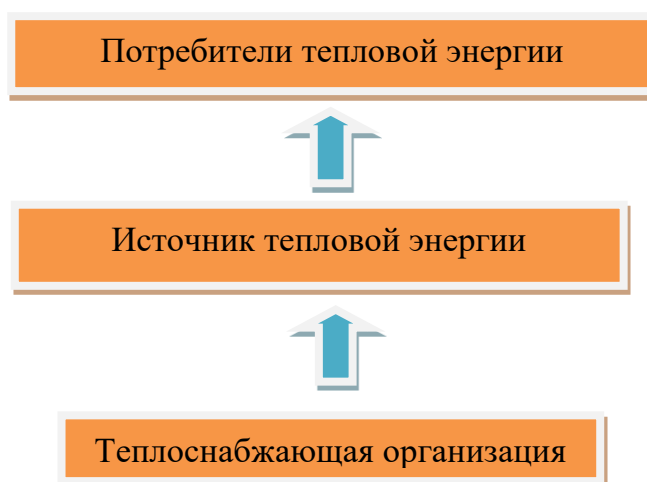 Потребители тепловой энергии
Источник тепловой энергии
Теплоснабжающая организация